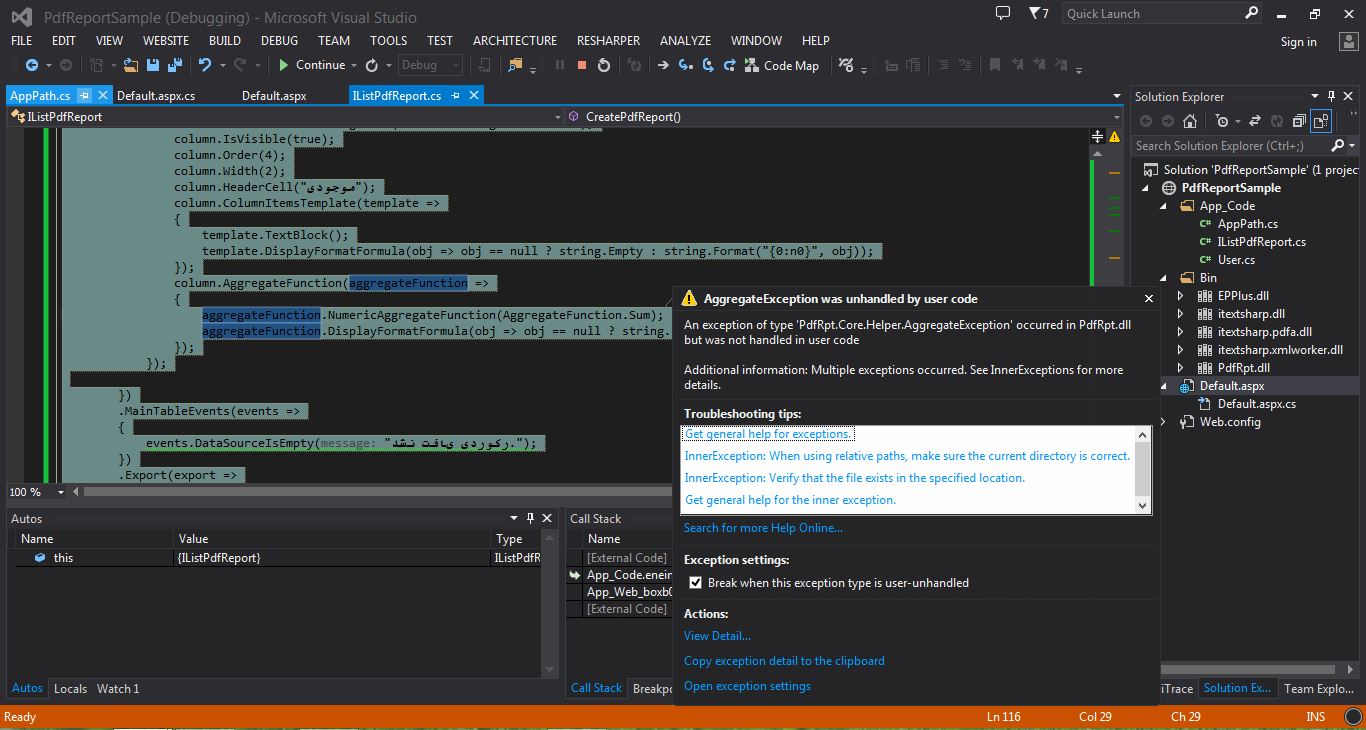 PdfReportSample (Debugging) - Microsoft Visual Studio
7
Quick Launch
FILE EDIT VIEW WEBSITE BUILD DEBUG TEAM TOOLS TEST ARCHITECTURE RESHARPER ANALYZE WINDOW HELP
Sign in
Continue Debug Code Map
AppPath.cs Default.aspx.cs Default.aspx IListPdfReport.cs
IListPdfReport CreatePdfReport()
column.IsVisible(true);
column.Order(4);
column.Width(2);
column.HeaderCell("موجودی");
column.ColumnItemsTemplate(template =>
{
template.TextBlock();
template.DisplayFormatFormula(obj => obj == null ? string.Empty : string.Format("{0:n0}", obj));
});
column.AggregateFunction(aggregateFunction =>
{
aggregateFunction.NumericAggregateFunction(AggregateFunction.Sum);
aggregateFunction.DisplayFormatFormula(obj => obj == null ? string.
});
});
})
.MainTableEvents(events =>
{
events.DataSourceIsEmpty(message: "رکوردی یافت نشد.");
})
.Export(export =>
100 %
Autos
Name Value Type
this {IListPdfReport} IListPdfR
Autos Locals Watch 1
Call Stack
Name
[External Code]
App_Code.enein
App_Web_boxb0
[External Code]
Call Stack Breakpo
AggregateException was unhandled by user code
An exception of type 'PdfRpt.Core.Helper.AggregateException' occurred in PdfRpt.dll
but was not handled in user code
Additional information: Multiple exceptions occurred. See InnerExceptions for more
details.
Troubleshooting tips:
Get general help for exceptions.
InnerException: When using relative paths, make sure the current directory is correct.
InnerException: Verify that the file exists in the specified location.
Get general help for the inner exception.
Search for more Help Online...
Exception settings:
Break when this exception type is user-unhandled
Actions:
View Detail...
Copy exception detail to the clipboard
Open exception settings
Solution Explorer
Search Solution Explorer (Ctrl+;)
Solution 'PdfReportSample' (1 projec
PdfReportSample
App_Code
AppPath.cs
IListPdfReport.cs
User.cs
Bin
EPPlus.dll
itextsharp.dll
itextsharp.pdfa.dll
itextsharp.xmlworker.dll
PdfRpt.dll
Default.aspx
Default.aspx.cs
Web.config
iTrace Solution Ex... Team Explo...
Ready Ln 116 Col 29 Ch 29 INS